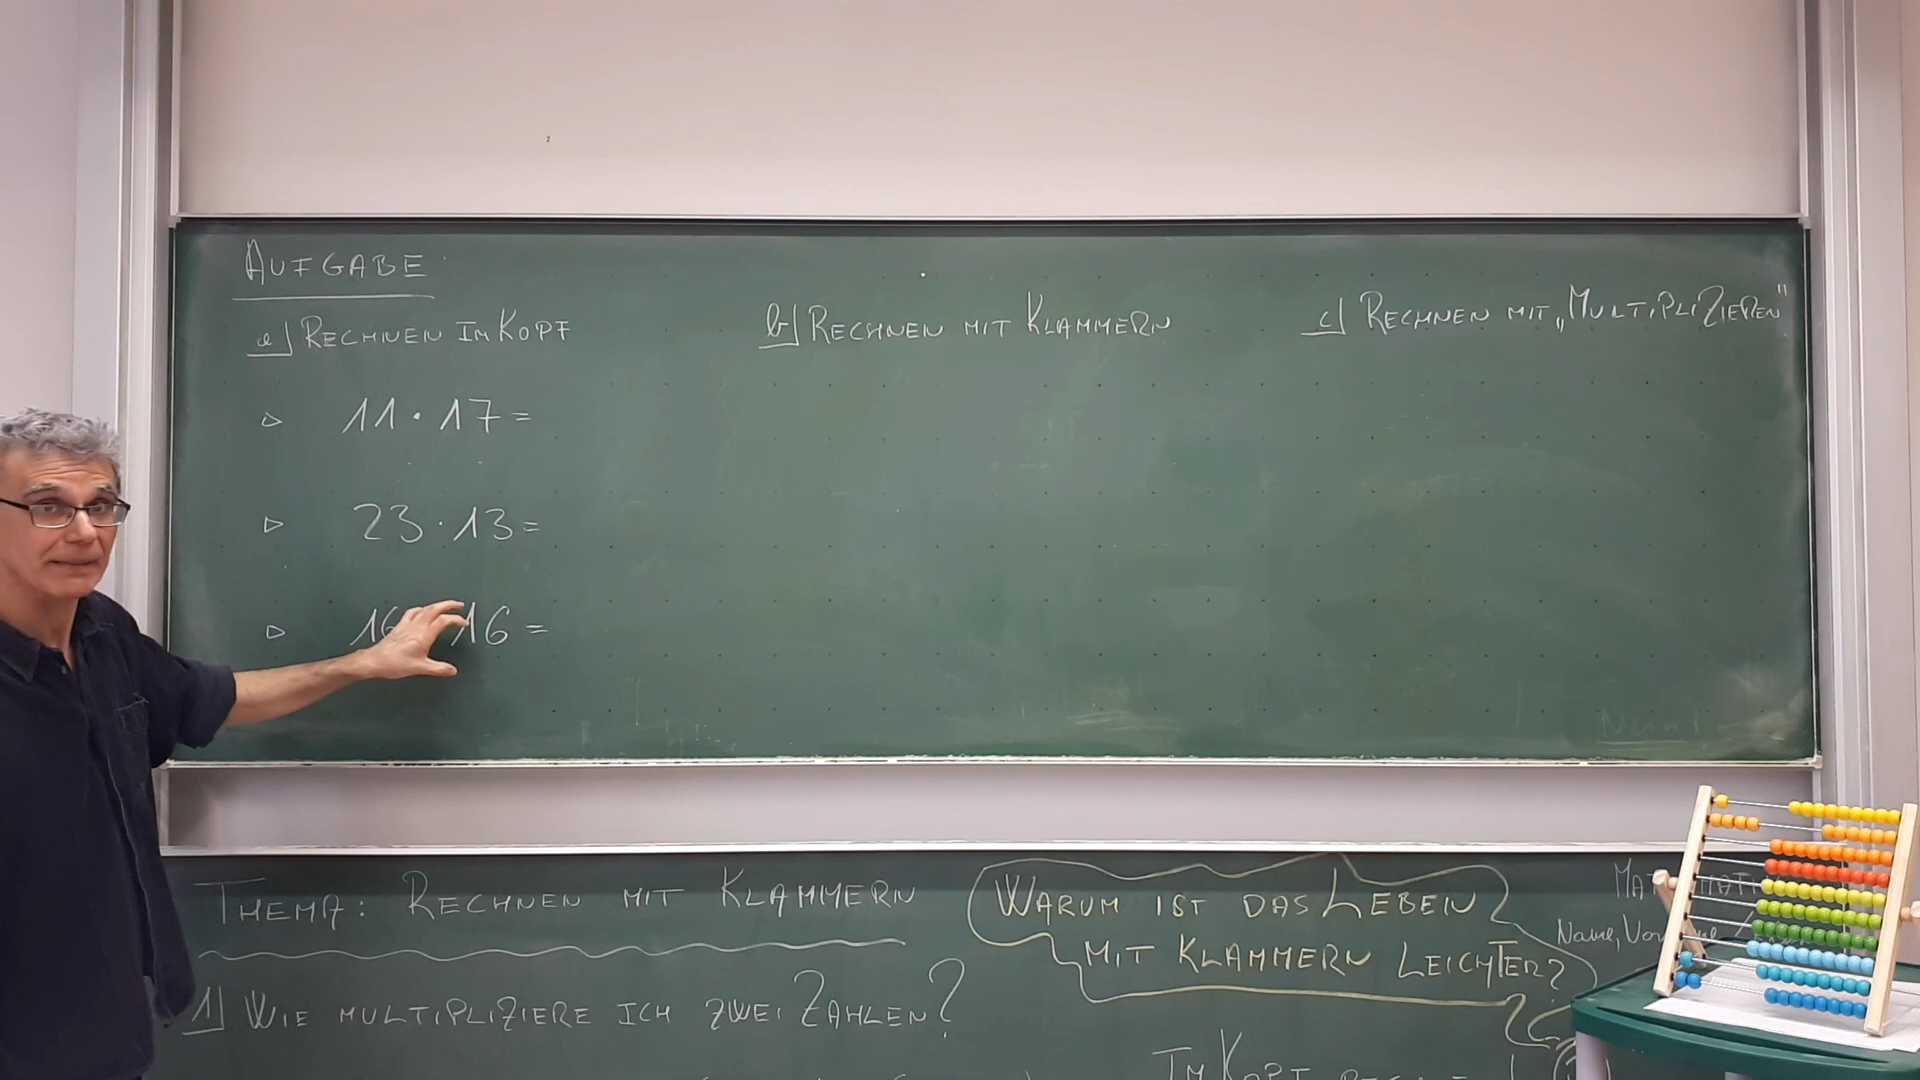 AUFGABE
a) RECHNEN IM KOPF
b) RECHNEN MIT KLAMMERN
c) RECHNEN MIT „MULTIPLIZIEREN"
▷ 11 · 17 =
▷ 23 · 13 =
▷ 16 16 =
THEMA: RECHNEN MIT KLAMMERN
WARUM IST DAS LEBEN
MIT KLAMMERN LEICHTER?
1) WIE MULTIPLIZIERE ICH ZWEI ZAHLEN?
Name,
IM KOPF